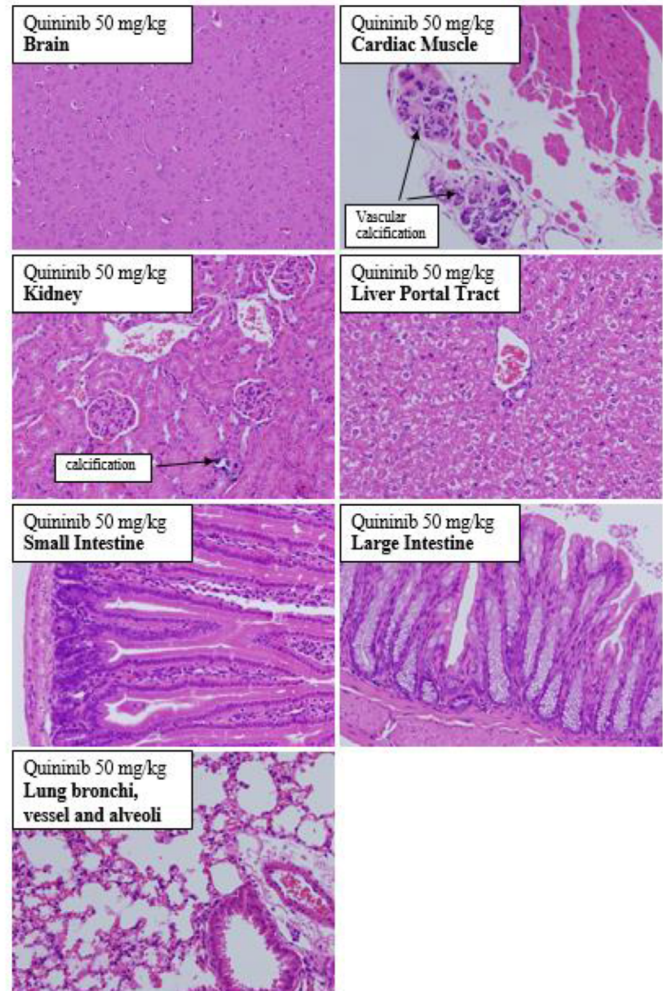 Quininib 50 mg/kg
Brain
Quininib 50 mg/kg
Cardiac Muscle
Vascular
calcification
Quininib 50 mg/kg
Kidney
calcification
Quininib 50 mg/kg
Liver Portal Tract
Quininib 50 mg/kg
Small Intestine
Quininib 50 mg/kg
Large Intestine
Quininib 50 mg/kg
Lung bronchi,
vessel and alveoli